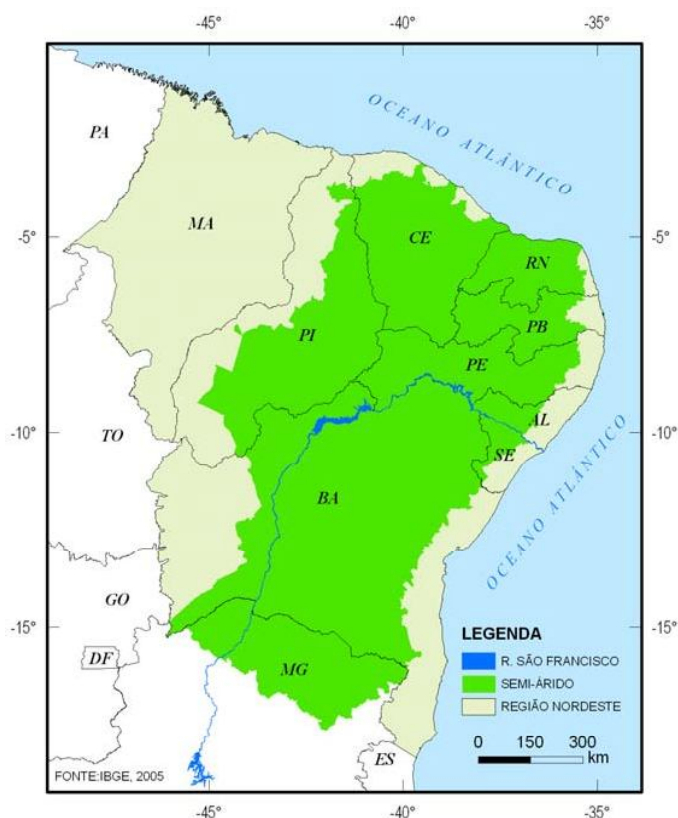 -45°
-40°
-35°
OCEANO ATLÂNTICO
PA
MA
-5°
CE
-5°
RN
PI
PB
PE
-10°
TO
AL
-10°
SE
BA
OCEANO ATLÂNTICO
GO
-15°
-15°
LEGENDA
DF
R. SÃO FRANCISCO
MG
SEMI-ÁRIDO
REGIÃO NORDESTE
0 150 300
km
ES
FONTE:IBGE, 2005
-45°
-40°
-35°